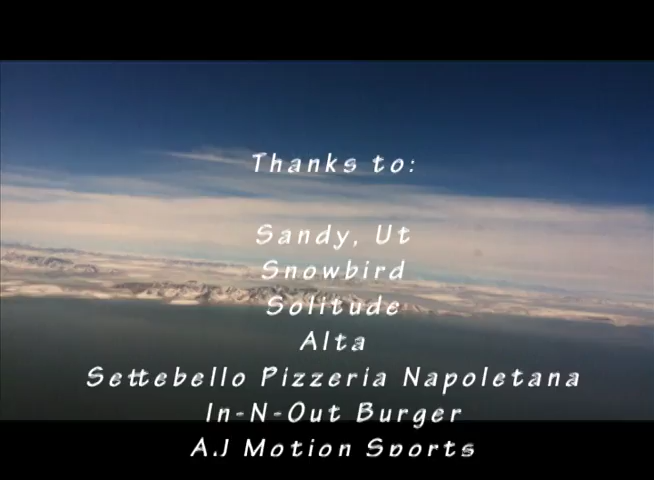 Thanks to:
Sandy, Ut
Snowbird
Solitude
Alta
Settebello Pizzeria Napoletana
In-N-Out Burger
AJ Motion Sports